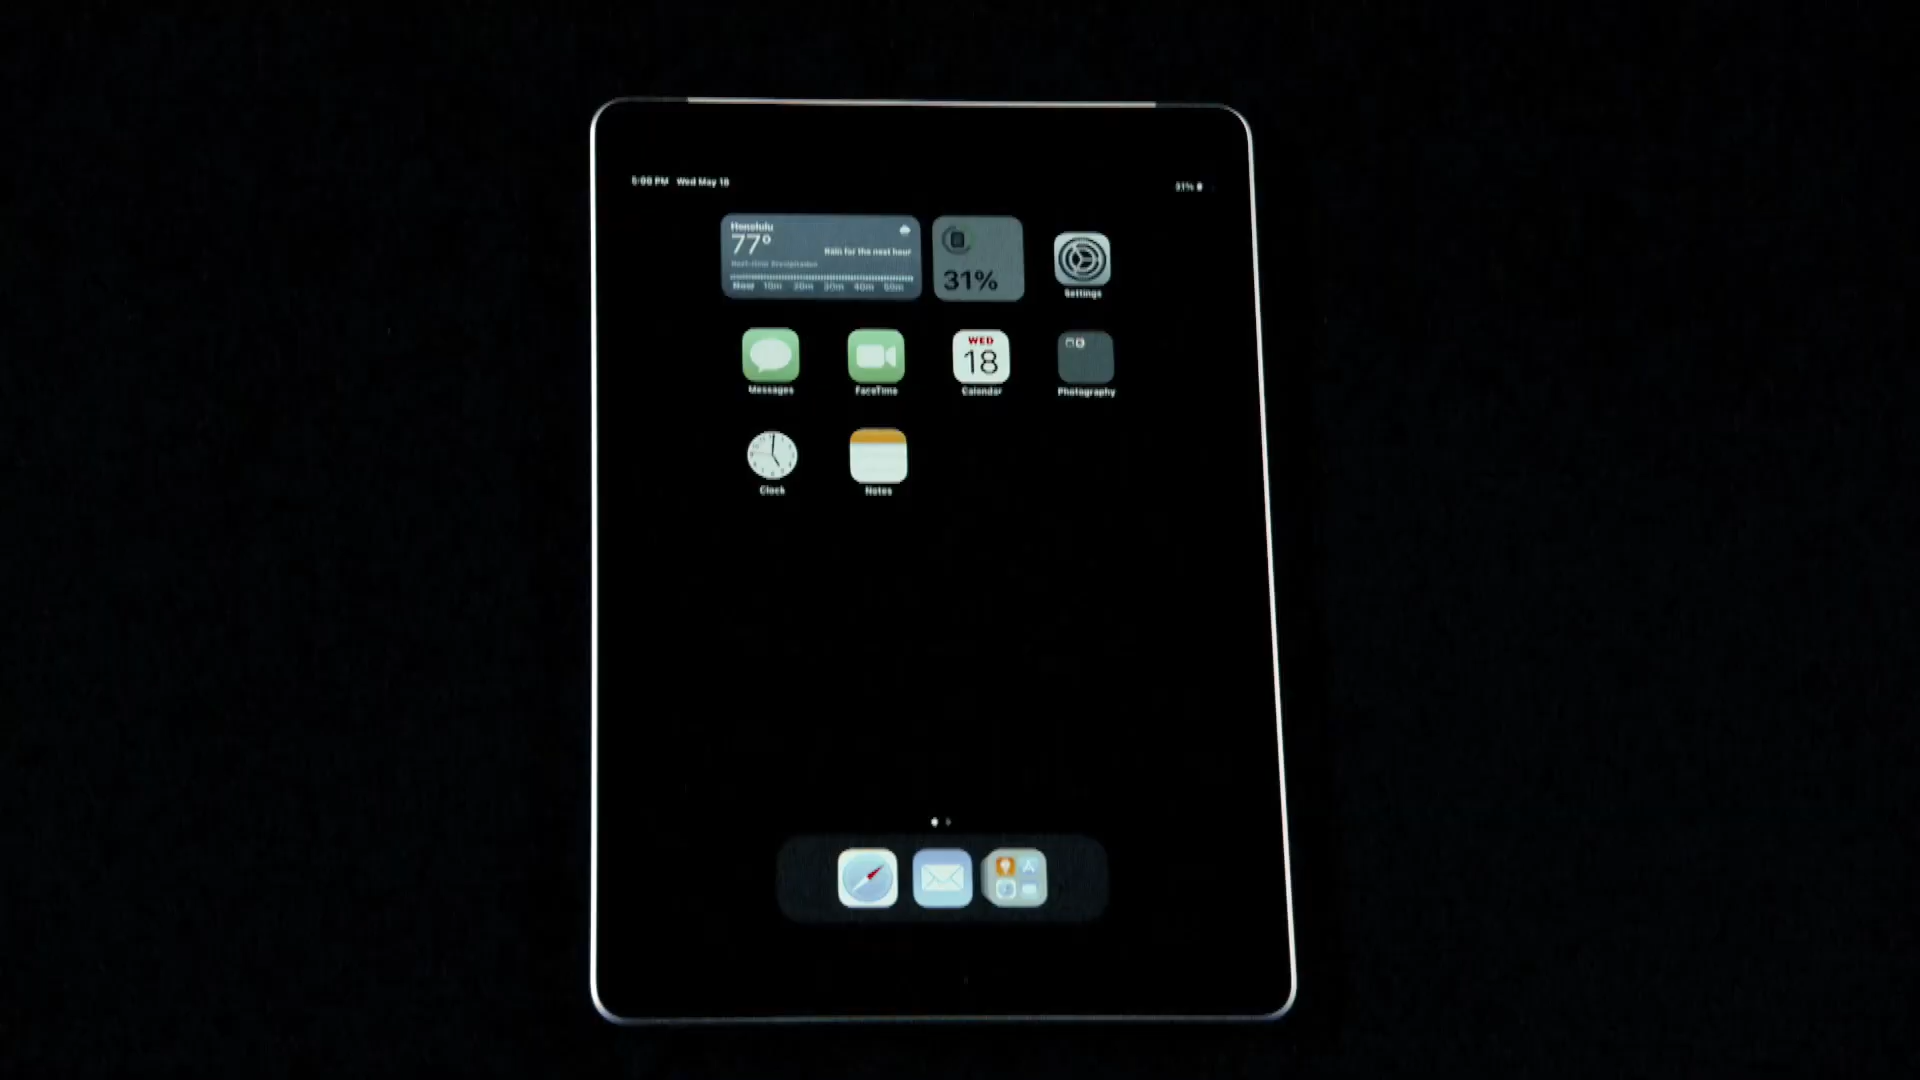 5:00 PM Wed May 18
31%
Honolulu
77°
Rain for the next hour
Next-Hour Precipitation
Now 10m 20m 30m 40m 50m
31%
Settings
WED
18
Messages
FaceTime
Calendar
Photography
Clock
Notes